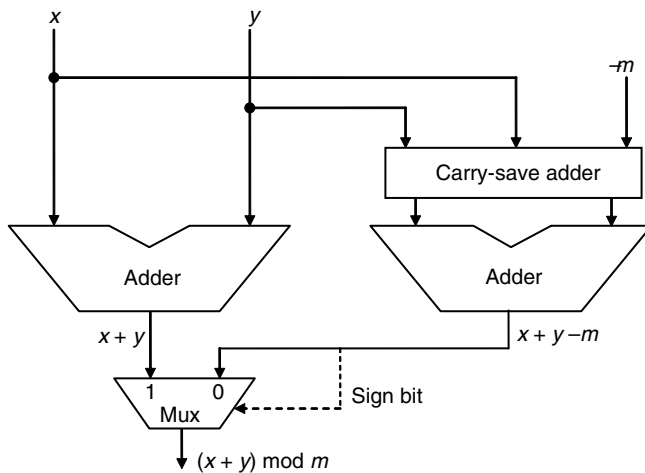 x
y
–m
Carry-save adder
Adder
Adder
x + y
x + y –m
1
0
Sign bit
Mux
(x + y) mod m